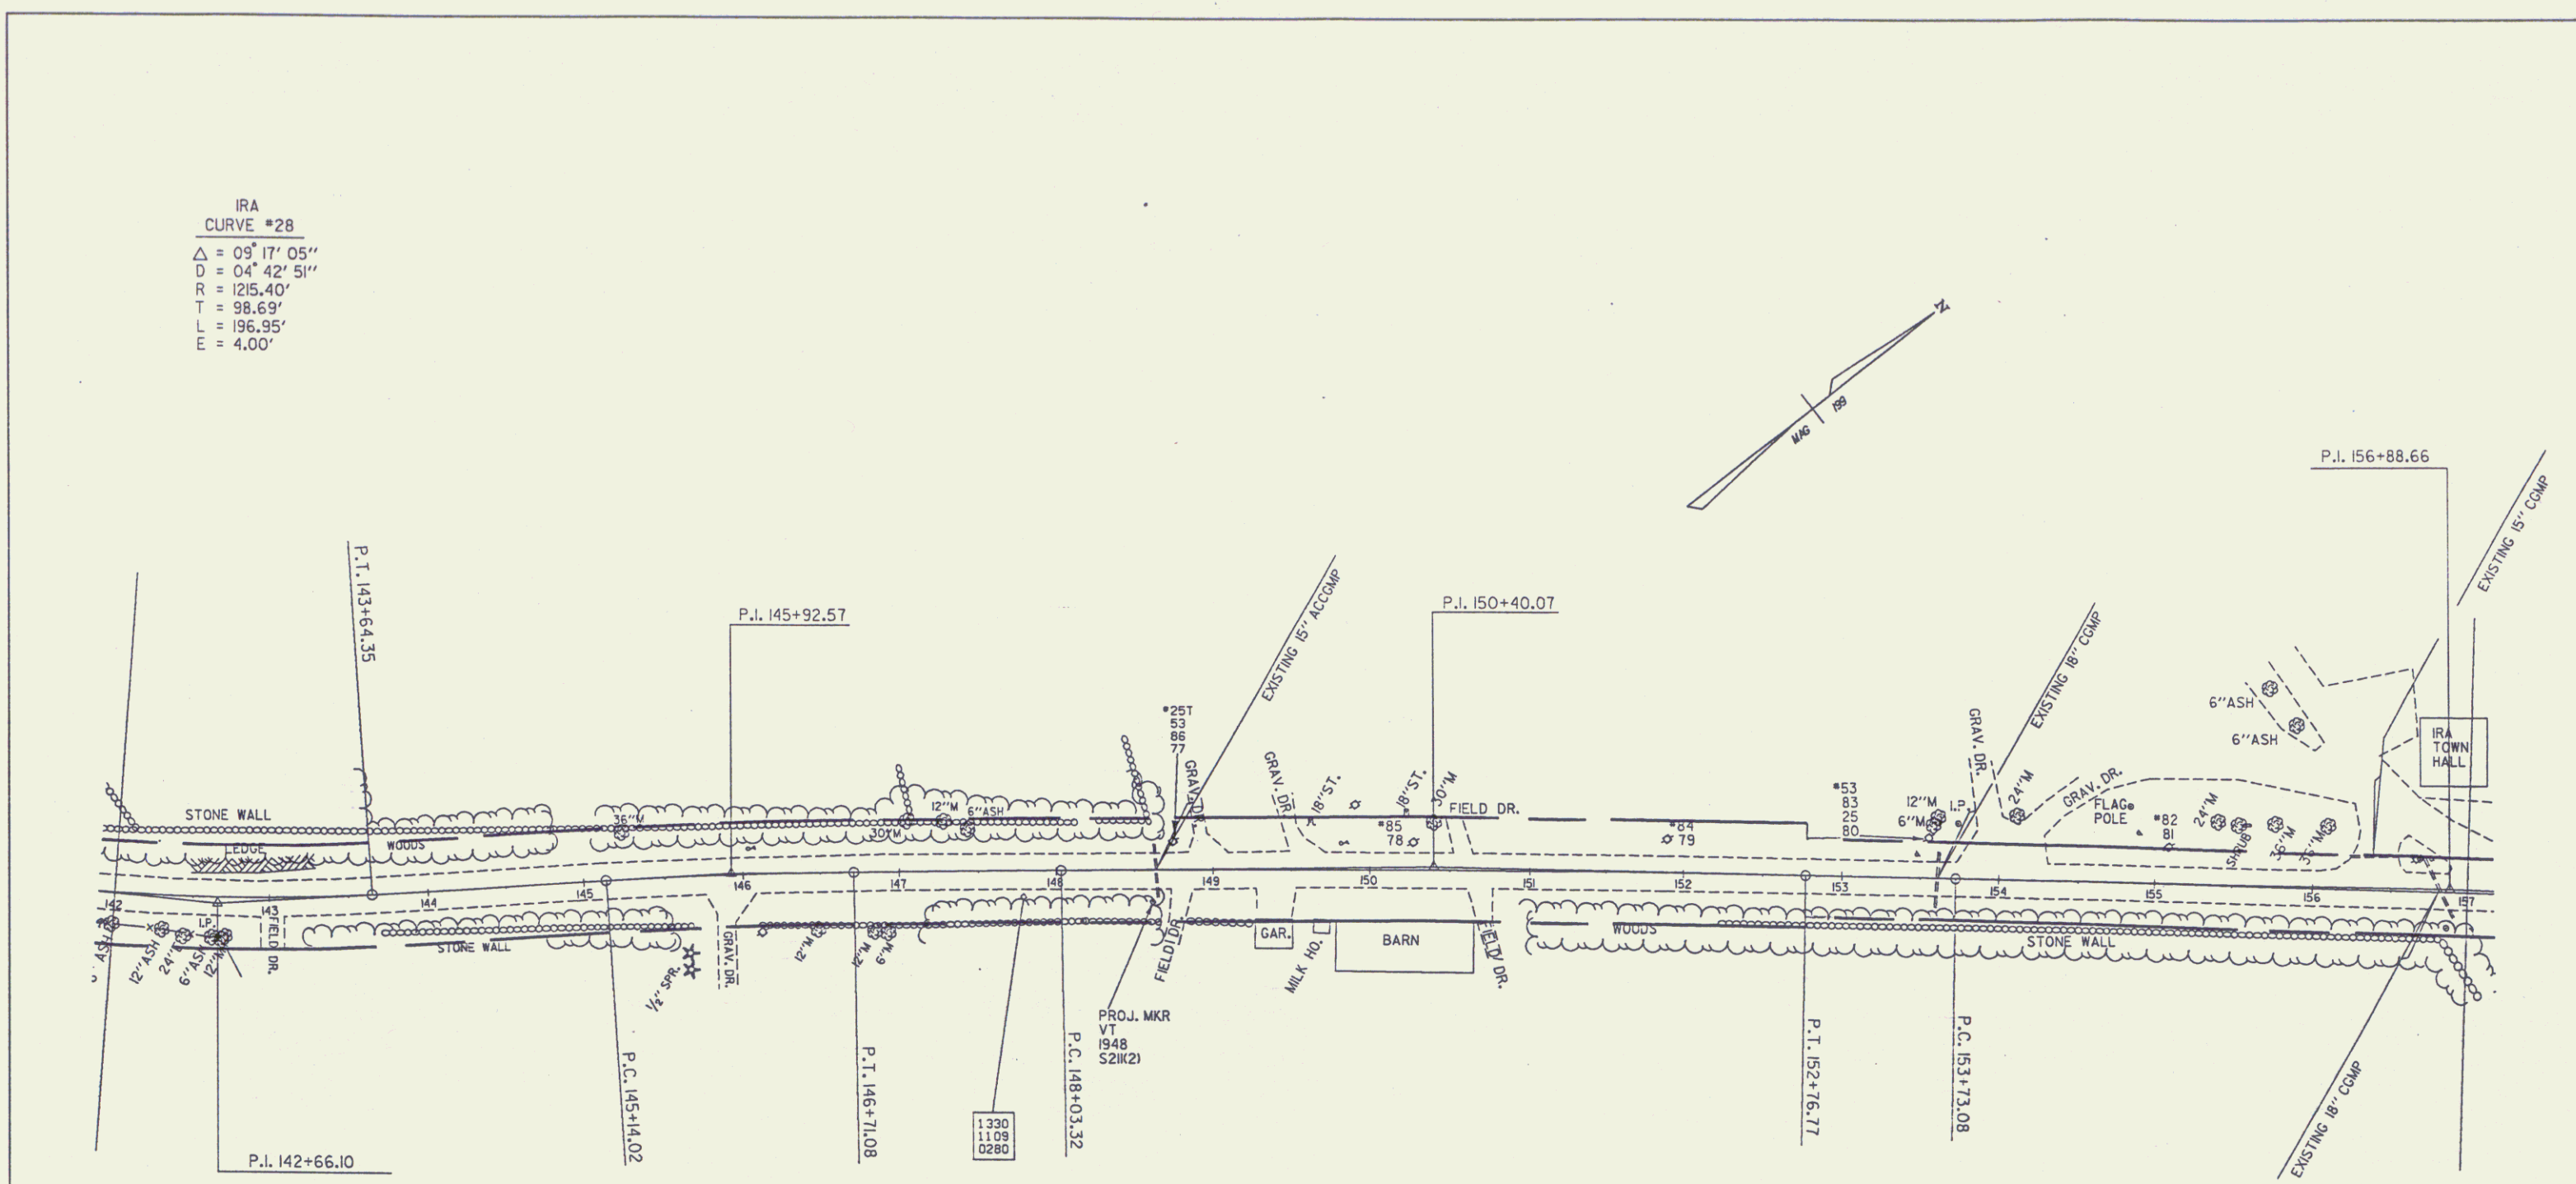 IRA
CURVE #28
△ = 09° 17' 05''
D = 04° 42' 51''
R = 1215.40'
T = 98.69'
L = 196.95'
E = 4.00'
N
MAG 199
P.I. 156+88.66
EXISTING 15'' CGMP
P.T. 143+64.35
P.I. 145+92.57
EXISTING 15'' ACCGMP
P.I. 150+40.07
EXISTING 18'' CGMP
6''ASH
6''ASH
IRA
TOWN
HALL
#25T
53
86
77
GRAV. DR.
GRAV. DR.
18''ST.
18''ST.
30''M
FIELD DR.
#85
78
#84
79
#53
83
25
80
12''M
6''M
I.P.
GRAV. DR.
24''M
GRAV. DR.
FLAG
POLE
#82
81
24''M
SHRUB
36''M
36''M
STONE WALL
LEDGE
WOODS
36''M
30''M
12''M
6''ASH
142
143
144
145
146
147
148
149
150
151
152
153
154
155
156
157
ASH
12''ASH
24''E
6''ASH
12''M
I.P.
FIELD DR.
STONE WALL
1/2'' SPR.
GRAV. DR.
12''M
12''M
6''M
FIELD DR.
GAR.
MILK HO.
BARN
FIELD DR.
WOODS
STONE WALL
PROJ. MKR
VT
1948
S211(2)
P.I. 142+66.10
P.C. 145+14.02
P.T. 146+71.08
1330
1109
0280
P.C. 148+03.32
P.T. 152+76.77
P.C. 153+73.08
EXISTING 18'' CGMP